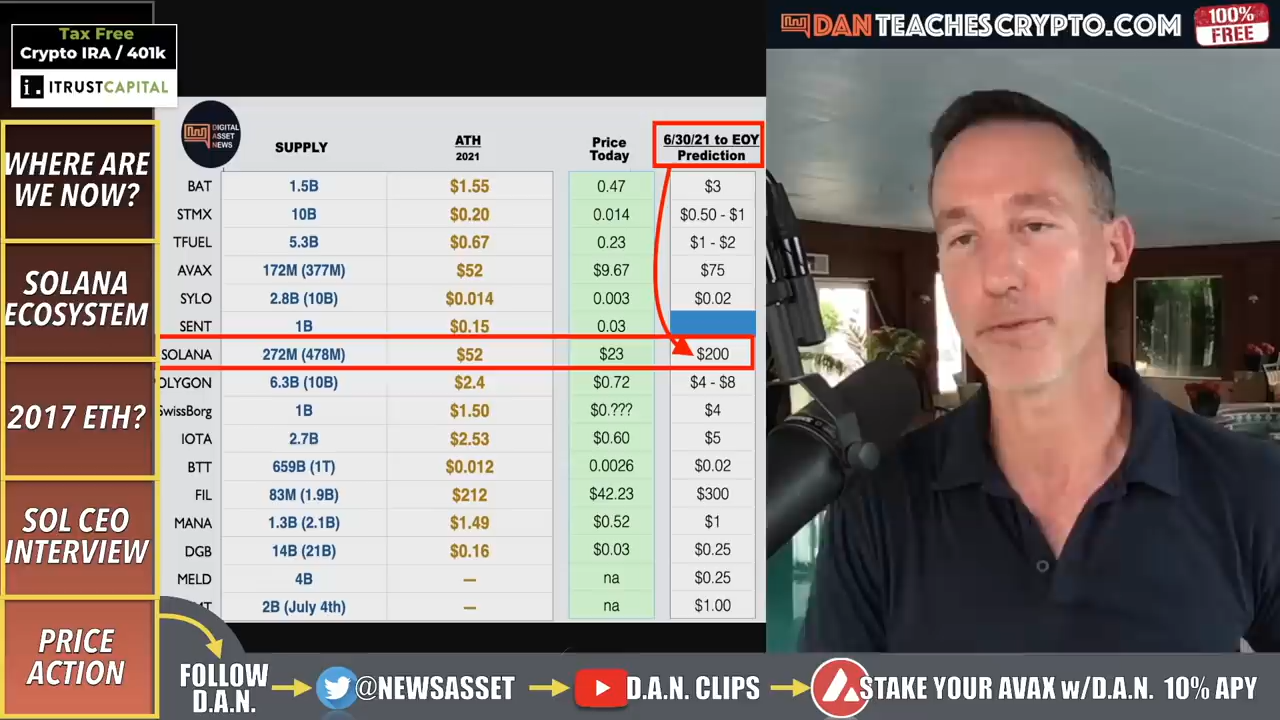 Tax Free
Crypto IRA / 401k
i. ITRUSTCAPITAL
DANTEACHESCRYPTO.COM
100%
FREE
WHERE ARE
WE NOW?
SOLANA
ECOSYSTEM
2017 ETH?
SOL CEO
INTERVIEW
PRICE
ACTION
DIGITAL
ASSET
NEWS
SUPPLY
ATH
2021
Price
Today
6/30/21 to EOY
Prediction
BAT 1.5B $1.55 0.47 $3
STMX 10B $0.20 0.014 $0.50 - $1
TFUEL 5.3B $0.67 0.23 $1 - $2
AVAX 172M (377M) $52 $9.67 $75
SYLO 2.8B (10B) $0.014 0.003 $0.02
SENT 1B $0.15 0.03
SOLANA 272M (478M) $52 $23 $200
OLYGON 6.3B (10B) $2.4 $0.72 $4 - $8
SwissBorg 1B $1.50 $0.??? $4
IOTA 2.7B $2.53 $0.60 $5
BTT 659B (1T) $0.012 0.0026 $0.02
FIL 83M (1.9B) $212 $42.23 $300
MANA 1.3B (2.1B) $1.49 $0.52 $1
DGB 14B (21B) $0.16 $0.03 $0.25
MELD 4B — na $0.25
2B (July 4th) — na $1.00
FOLLOW
D.A.N.
@NEWSASSET
D.A.N. CLIPS
STAKE YOUR AVAX w/D.A.N. 10% APY